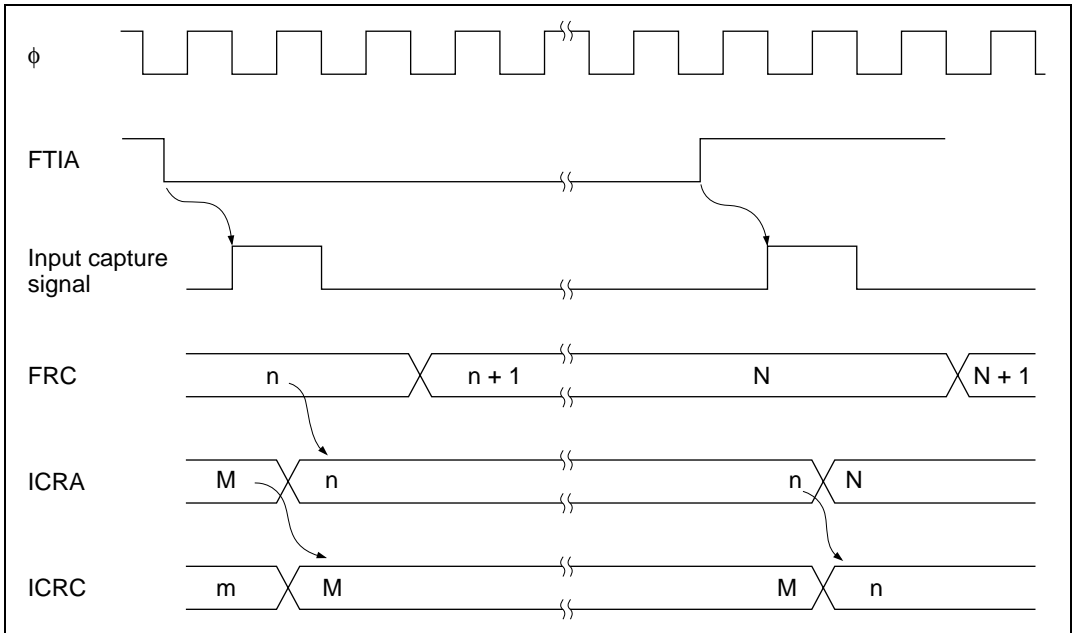 ϕ
FTIA
Input capture
signal
FRC n n + 1 N N + 1
ICRA M n n N
ICRC m M M n